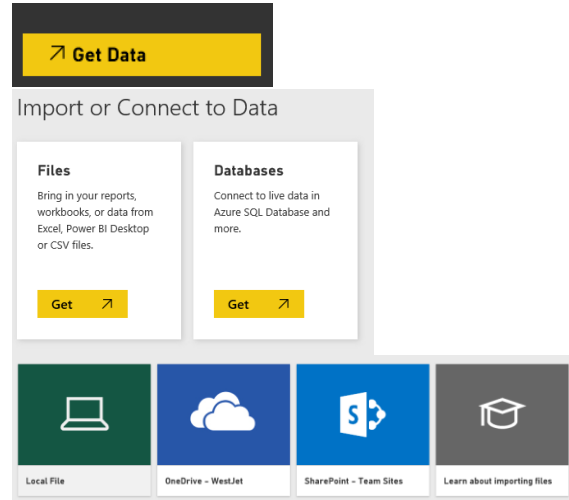 Get Data
Import or Connect to Data
Files
Bring in your reports,
workbooks, or data from
Excel, Power BI Desktop
or CSV files.
Get
Databases
Connect to live data in
Azure SQL Database and
more.
Get
S
Local File
OneDrive – WestJet
SharePoint – Team Sites
Learn about importing files